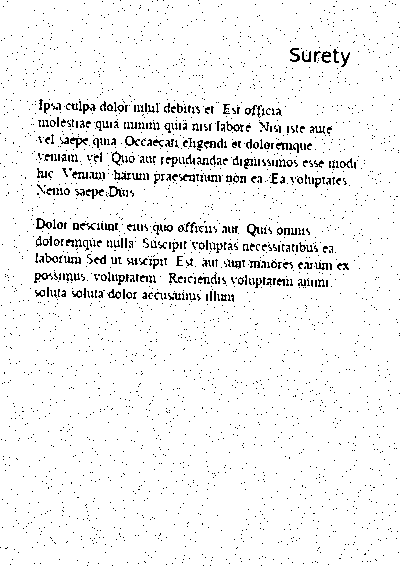 Surety
Ipsa culpa dolor nihil debitis et. Est officia
molestiae quia minim quia nisi labore. Nisi iste aute
vel saepe quia. Occaecati eligendi et doloremque
veniam, vel. Quo aut repudiandae dignissimos esse modi
hic. Veniam, harum praesentium non ea. Ea voluptates.
Nemo saepe Duis
Dolor nesciunt, eius quo officiis aut. Quis omnis
doloremque nulla. Suscipit voluptas necessitatibus ea,
laborum Sed ut suscipit. Est, aut sunt maiores earum ex
possimus, voluptatem. Reiciendis voluptatem animi,
soluta soluta dolor accusamus illum